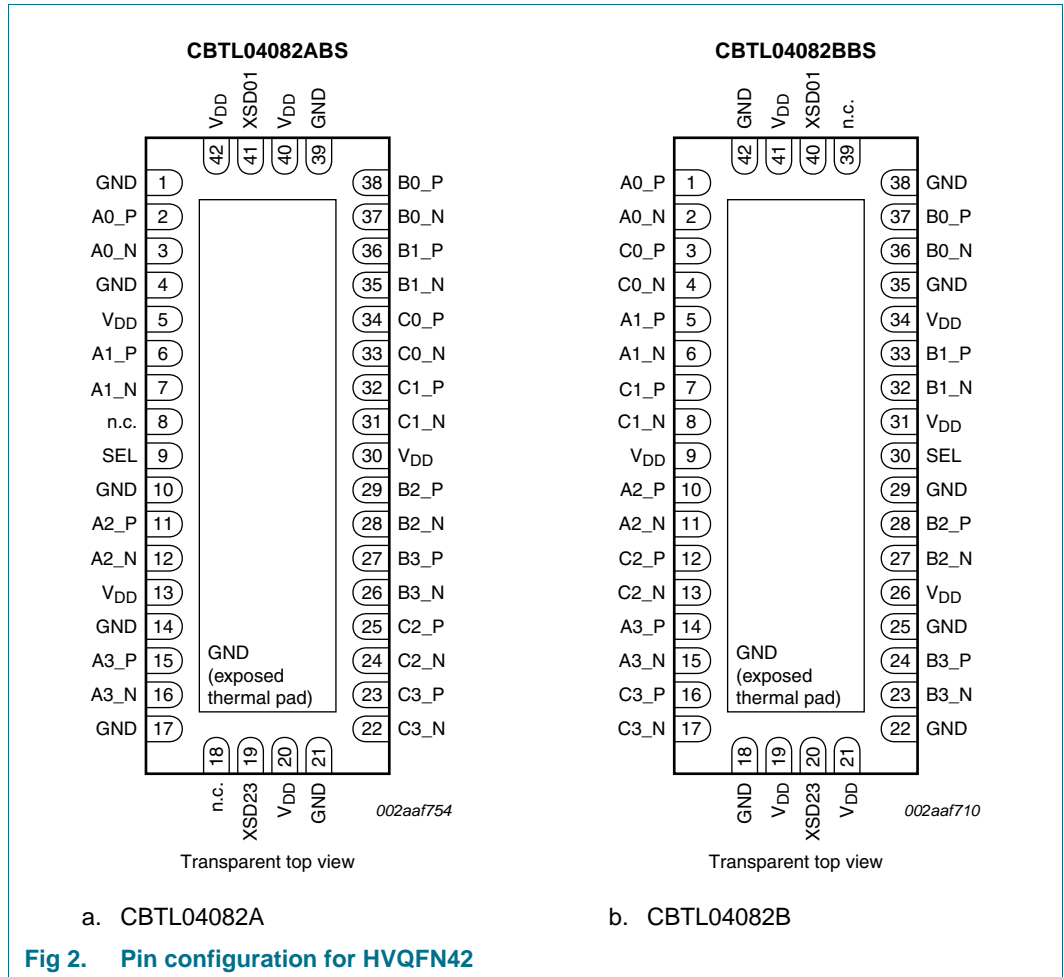 CBTL04082ABS
VDD
XSD01
VDD
GND
42
41
40
39
GND 1
A0_P 2
A0_N 3
GND 4
VDD 5
A1_P 6
A1_N 7
n.c. 8
SEL 9
GND 10
A2_P 11
A2_N 12
VDD 13
GND 14
A3_P 15
A3_N 16
GND 17
38 B0_P
37 B0_N
36 B1_P
35 B1_N
34 C0_P
33 C0_N
32 C1_P
31 C1_N
30 VDD
29 B2_P
28 B2_N
27 B3_P
26 B3_N
25 C2_P
24 C2_N
23 C3_P
22 C3_N
GND
(exposed
thermal pad)
18
19
20
21
n.c.
XSD23
VDD
GND
002aaf754
Transparent top view
a. CBTL04082A
CBTL04082BBS
GND
VDD
XSD01
n.c.
42
41
40
39
A0_P 1
A0_N 2
C0_P 3
C0_N 4
A1_P 5
A1_N 6
C1_P 7
C1_N 8
VDD 9
A2_P 10
A2_N 11
C2_P 12
C2_N 13
A3_P 14
A3_N 15
C3_P 16
C3_N 17
38 GND
37 B0_P
36 B0_N
35 GND
34 VDD
33 B1_P
32 B1_N
31 VDD
30 SEL
29 GND
28 B2_P
27 B2_N
26 VDD
25 GND
24 B3_P
23 B3_N
22 GND
GND
(exposed
thermal pad)
18
19
20
21
GND
VDD
XSD23
VDD
002aaf710
Transparent top view
b. CBTL04082B
Fig 2. Pin configuration for HVQFN42